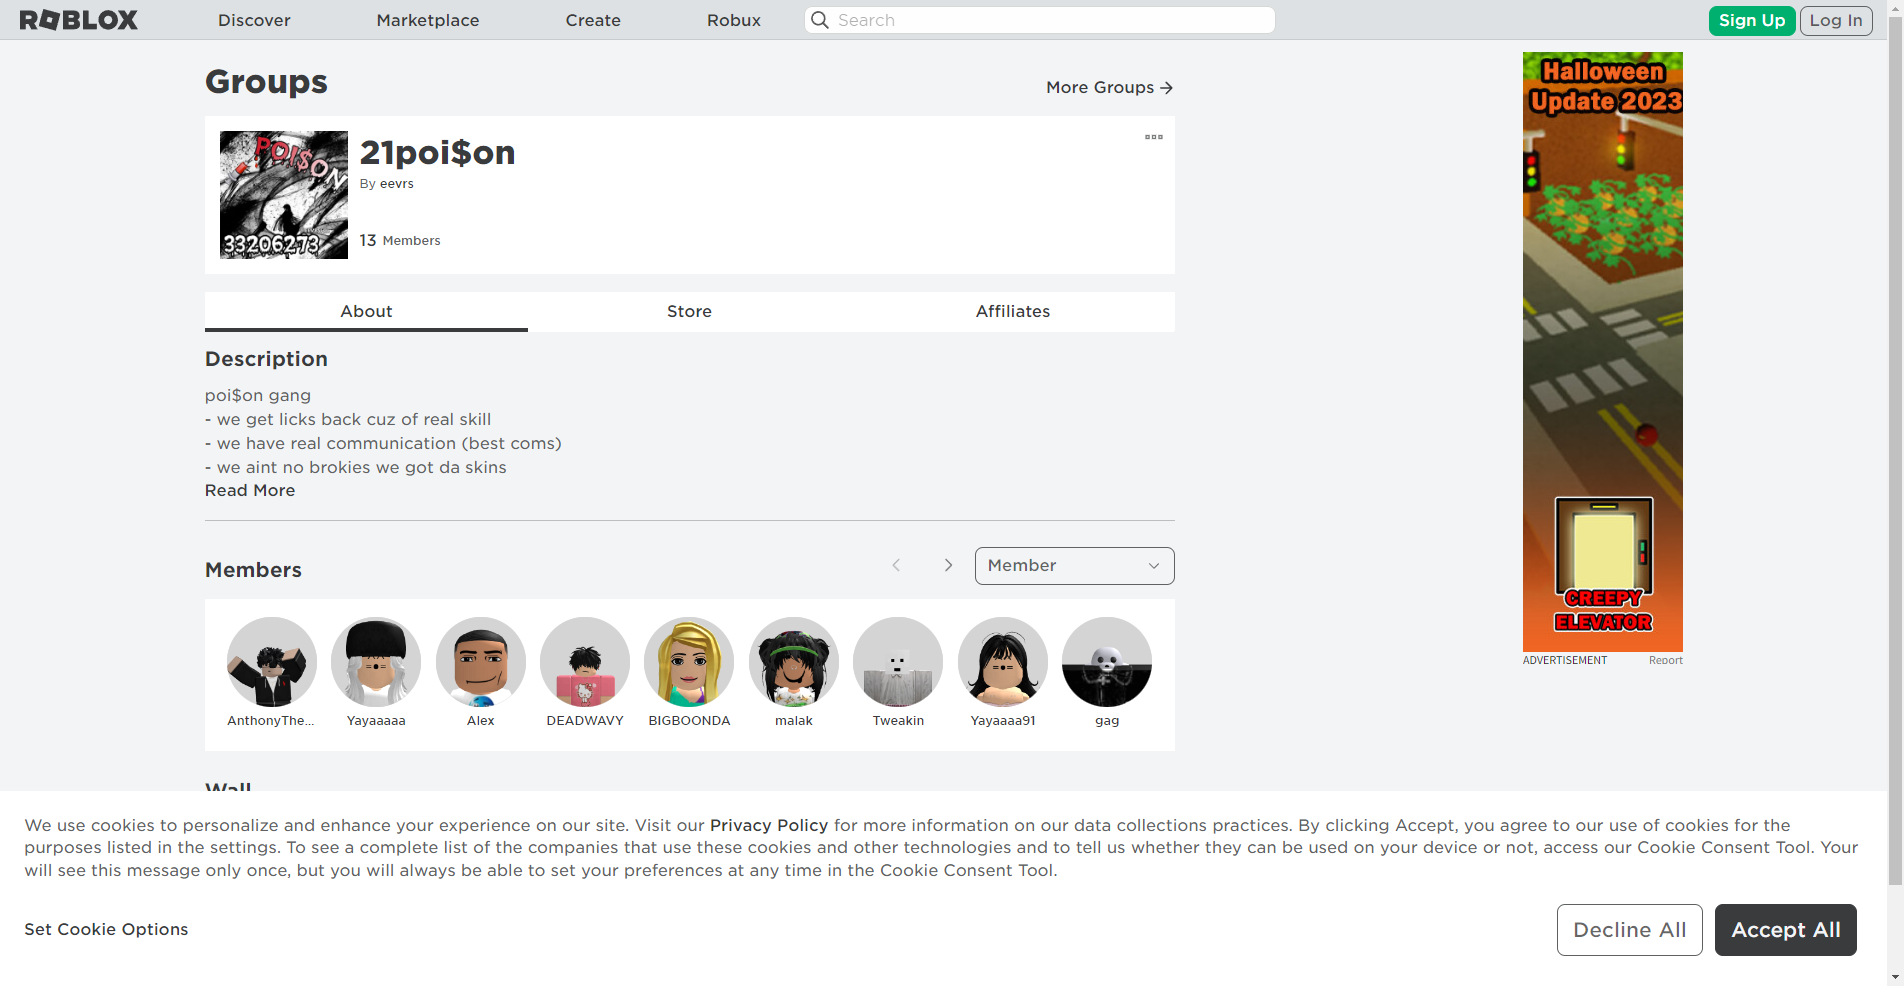 ROBLOX
Discover
Marketplace
Create
Robux
Search
Sign Up
Log In
Groups
More Groups
POI$ON
33206273
21poi$on
By eevrs
13 Members
About
Store
Affiliates
Description
poi$on gang
- we get licks back cuz of real skill
- we have real communication (best coms)
- we aint no brokies we got da skins
Read More
Members
Member
AnthonyThe...
Yayaaaaa
Alex
DEADWAVY
BIGBOONDA
malak
Tweakin
Yayaaaa91
gag
Halloween
Update 2023
CREEPY
ELEVATOR
ADVERTISEMENT
Report
Wall
We use cookies to personalize and enhance your experience on our site. Visit our Privacy Policy for more information on our data collections practices. By clicking Accept, you agree to our use of cookies for the
purposes listed in the settings. To see a complete list of the companies that use these cookies and other technologies and to tell us whether they can be used on your device or not, access our Cookie Consent Tool. Your
will see this message only once, but you will always be able to set your preferences at any time in the Cookie Consent Tool.
Set Cookie Options
Decline All
Accept All